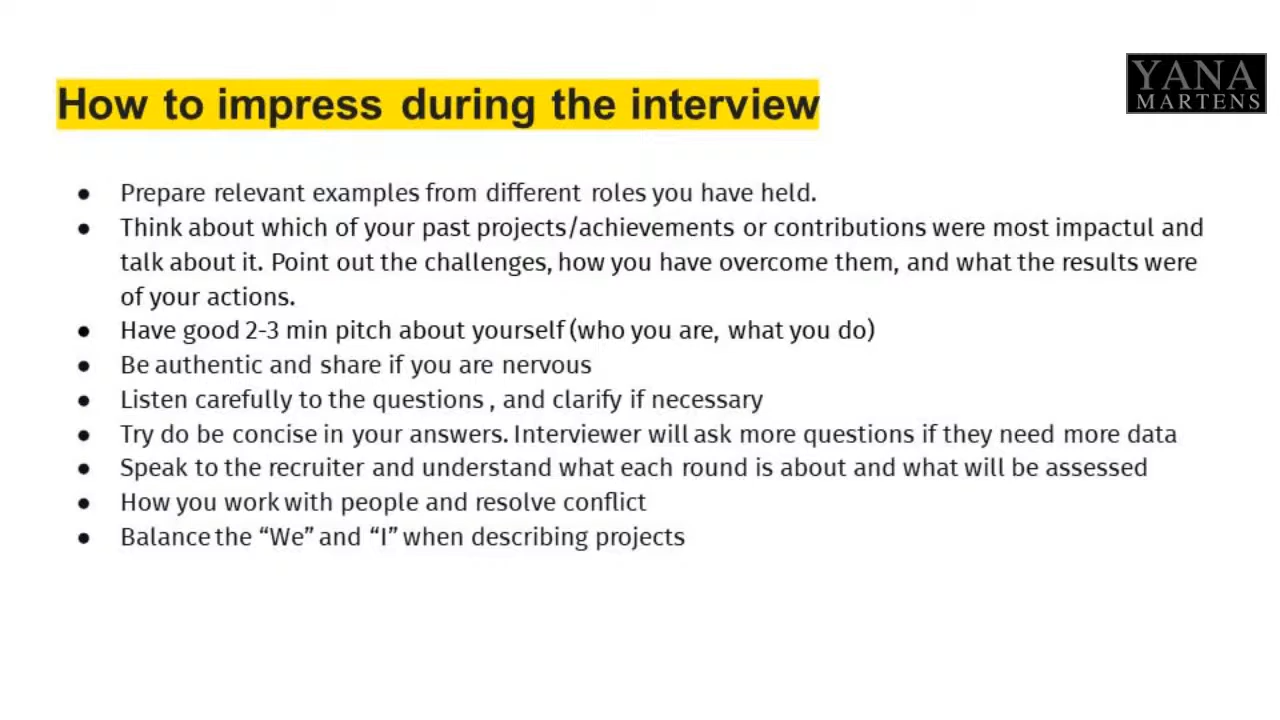 YANA
MARTENS
How to impress during the interview
● Prepare relevant examples from different roles you have held.
● Think about which of your past projects/achievements or contributions were most impactul and
talk about it. Point out the challenges, how you have overcome them, and what the results were
of your actions.
● Have good 2-3 min pitch about yourself (who you are, what you do)
● Be authentic and share if you are nervous
● Listen carefully to the questions , and clarify if necessary
● Try do be concise in your answers. Interviewer will ask more questions if they need more data
● Speak to the recruiter and understand what each round is about and what will be assessed
● How you work with people and resolve conflict
● Balance the “We” and “I” when describing projects